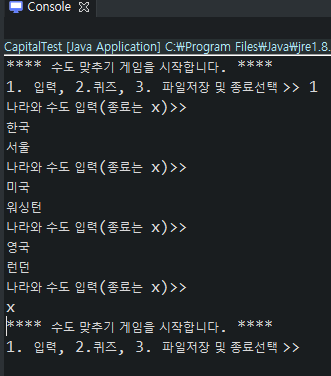 Console
CapitalTest [Java Application] C:₩Program Files₩Java₩jre1.8.
**** 수도 맞추기 게임을 시작합니다. ****
1. 입력, 2.퀴즈, 3. 파일저장 및 종료선택>> 1
나라와 수도 입력(종료는 x)>>
한국
서울
나라와 수도 입력(종료는 x)>>
미국
워싱턴
나라와 수도 입력(종료는 x)>>
영국
런던
나라와 수도 입력(종료는 x)>>
x
**** 수도 맞추기 게임을 시작합니다. ****
1. 입력, 2.퀴즈, 3. 파일저장 및 종료선택>>